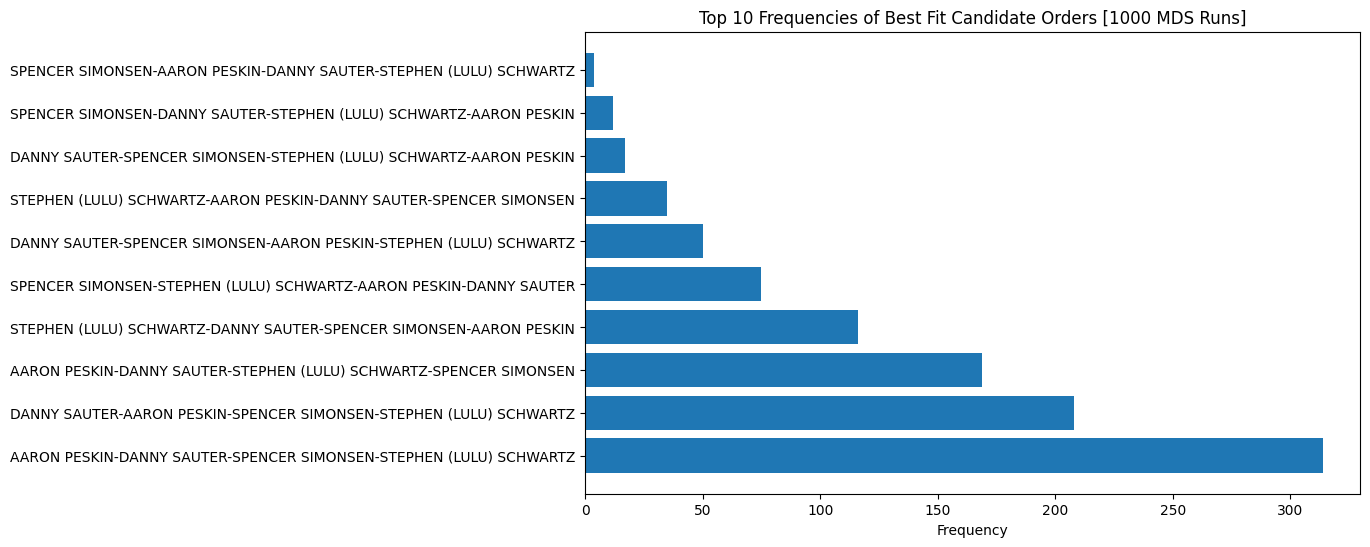 Top 10 Frequencies of Best Fit Candidate Orders [1000 MDS Runs]
SPENCER SIMONSEN-AARON PESKIN-DANNY SAUTER-STEPHEN (LULU) SCHWARTZ
SPENCER SIMONSEN-DANNY SAUTER-STEPHEN (LULU) SCHWARTZ-AARON PESKIN
DANNY SAUTER-SPENCER SIMONSEN-STEPHEN (LULU) SCHWARTZ-AARON PESKIN
STEPHEN (LULU) SCHWARTZ-AARON PESKIN-DANNY SAUTER-SPENCER SIMONSEN
DANNY SAUTER-SPENCER SIMONSEN-AARON PESKIN-STEPHEN (LULU) SCHWARTZ
SPENCER SIMONSEN-STEPHEN (LULU) SCHWARTZ-AARON PESKIN-DANNY SAUTER
STEPHEN (LULU) SCHWARTZ-DANNY SAUTER-SPENCER SIMONSEN-AARON PESKIN
AARON PESKIN-DANNY SAUTER-STEPHEN (LULU) SCHWARTZ-SPENCER SIMONSEN
DANNY SAUTER-AARON PESKIN-SPENCER SIMONSEN-STEPHEN (LULU) SCHWARTZ
AARON PESKIN-DANNY SAUTER-SPENCER SIMONSEN-STEPHEN (LULU) SCHWARTZ
0 50 100 150 200 250 300
Frequency